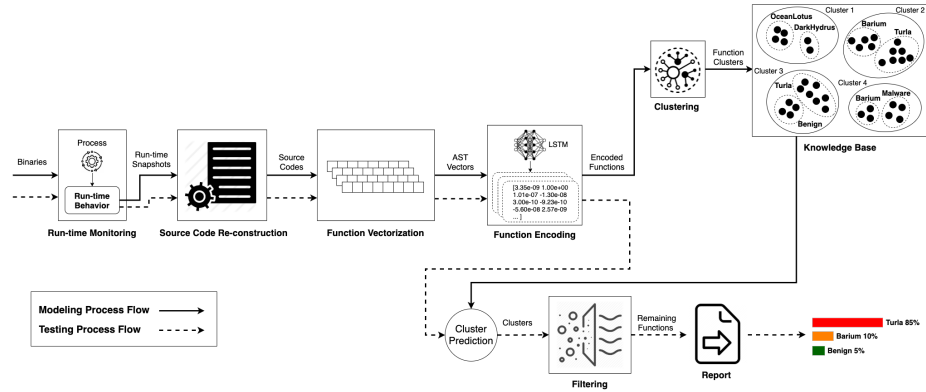 Cluster 1
Cluster 2
OceanLotus
DarkHydrus
Barium
Turla
Function
Clusters
Clustering
Cluster 3
Cluster 4
Turla
Benign
Barium
Malware
Knowledge Base
Binaries
Process
Run-time
Behavior
Run-time Monitoring
Run-time
Snapshots
Source Code Re-construction
Source
Codes
Function Vectorization
AST
Vectors
LSTM
[3.35e-09 1.00e+00
1.01e-07 -1.30e-08
3.00e-10 -9.23e-10
-5.60e-08 2.57e-09
... ]
Function Encoding
Encoded
Functions
Modeling Process Flow
Testing Process Flow
Cluster
Prediction
Clusters
Filtering
Remaining
Functions
Report
Turla 85%
Barium 10%
Benign 5%